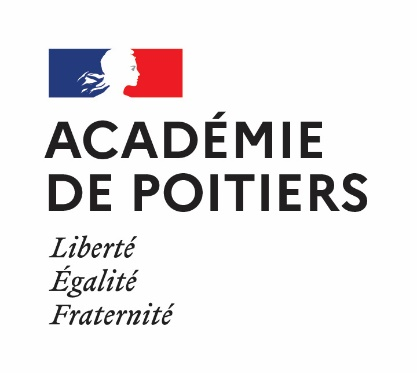 ACADÉMIE
DE POITIERS
Liberté
Égalité
Fraternité